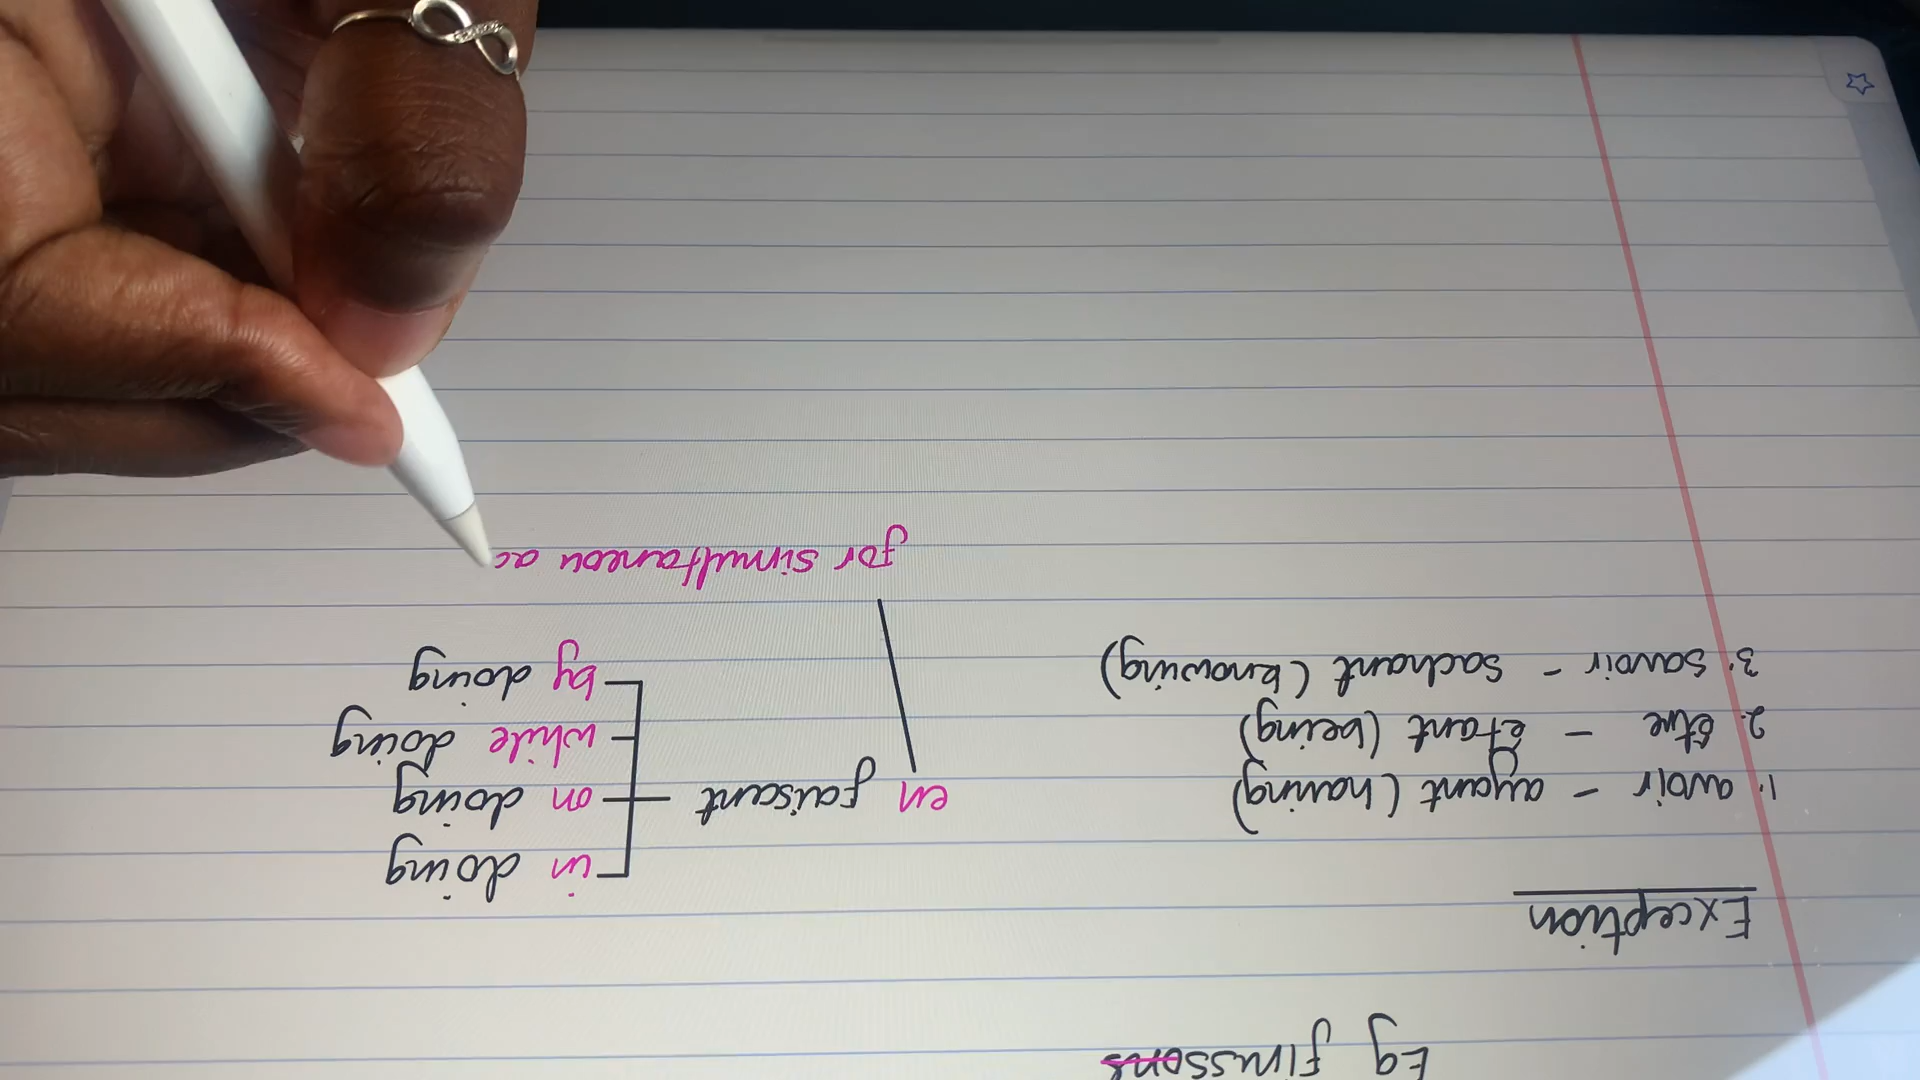 Eg finissons
Exception
1. avoir - ayant (having)
2. être - étant (being)
3. savoir - sachant (knowing)
en faisant
in doing
on doing
while doing
by doing
for simultaneou ac